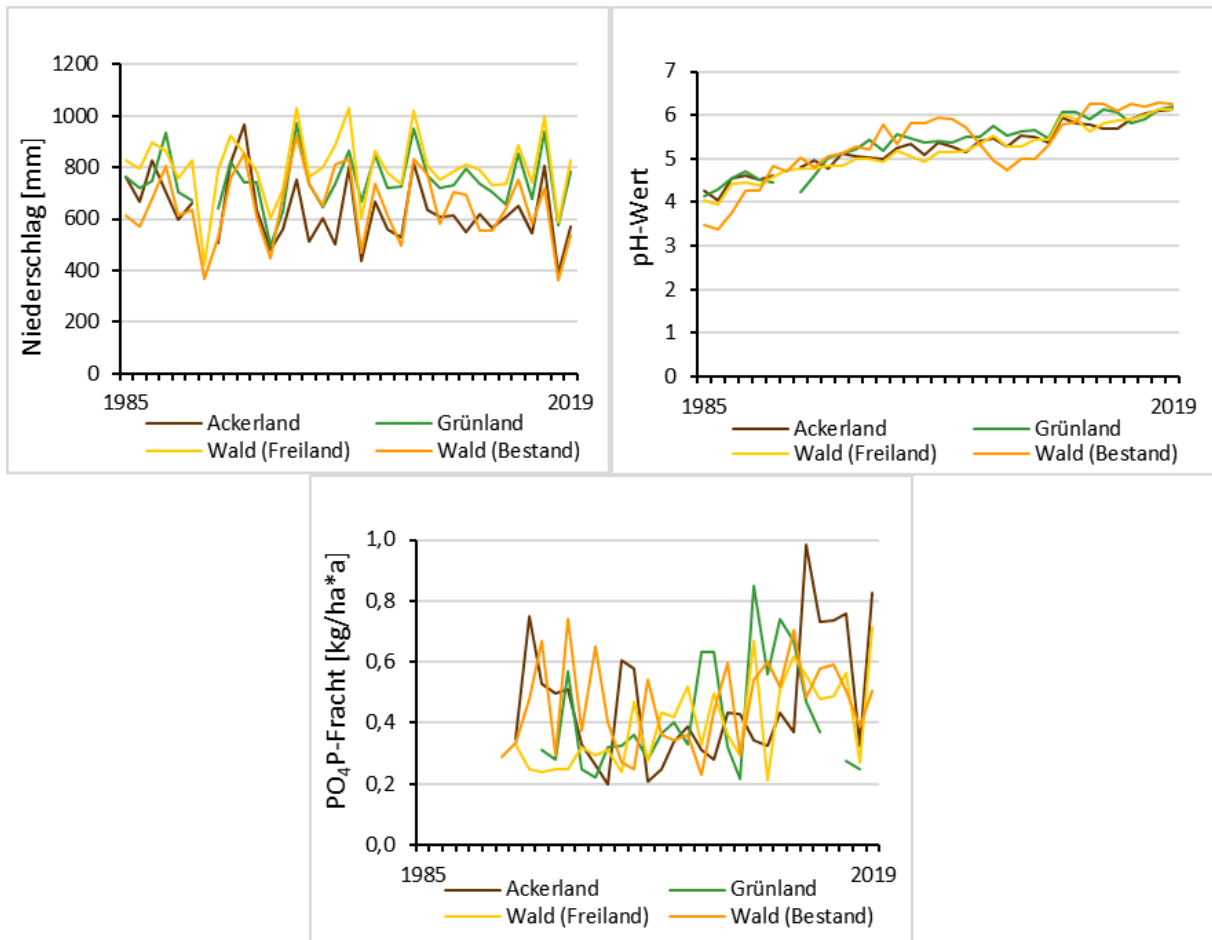 Niederschlag [mm]
1200
1000
800
600
400
200
0
1985
2019
Ackerland
Grünland
Wald (Freiland)
Wald (Bestand)
pH-Wert
7
6
5
4
3
2
1
0
1985
2019
Ackerland
Grünland
Wald (Freiland)
Wald (Bestand)
PO₄P-Fracht [kg/ha*a]
1,0
0,8
0,6
0,4
0,2
0,0
1985
2019
Ackerland
Grünland
Wald (Freiland)
Wald (Bestand)